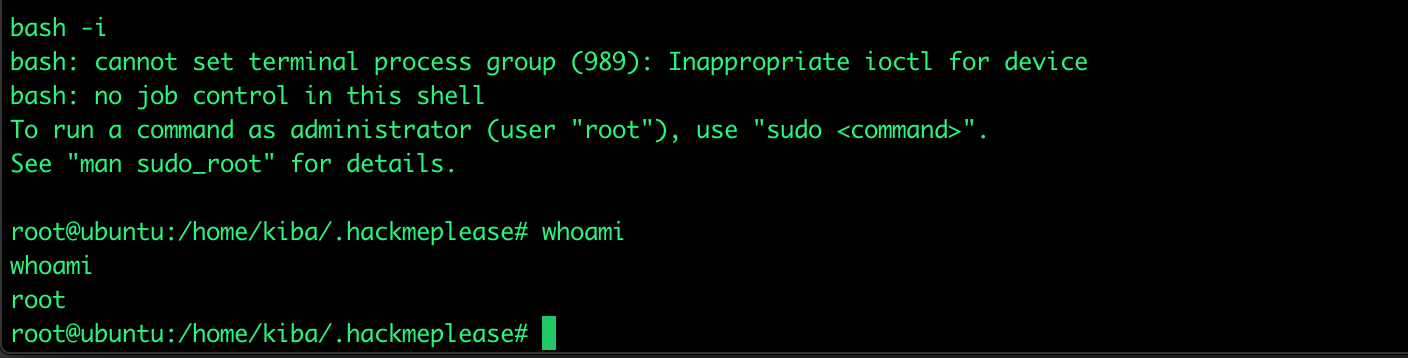 bash -i
bash: cannot set terminal process group (989): Inappropriate ioctl for device
bash: no job control in this shell
To run a command as administrator (user "root"), use "sudo <command>".
See "man sudo_root" for details.
root@ubuntu:/home/kiba/.hackmeplease# whoami
whoami
root
root@ubuntu:/home/kiba/.hackmeplease#